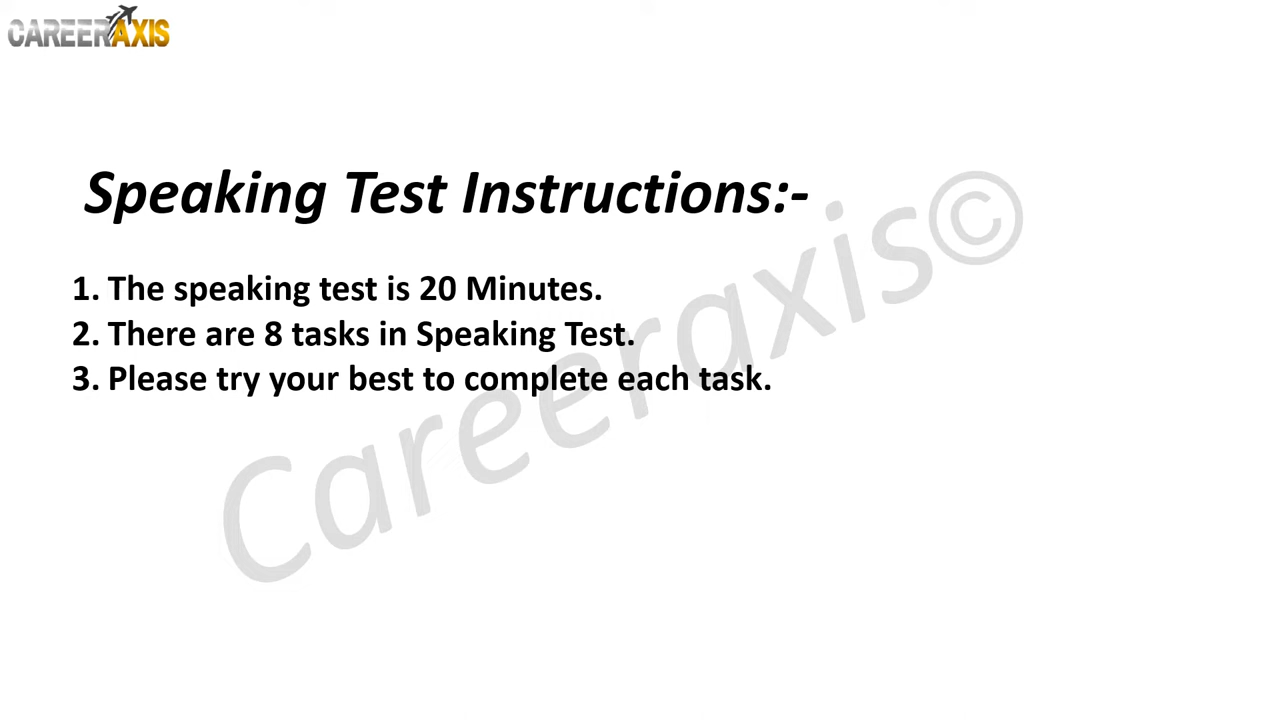 CAREERAXIS
Speaking Test Instructions:-
1. The speaking test is 20 Minutes.
2. There are 8 tasks in Speaking Test.
3. Please try your best to complete each task.
Careeraxis©